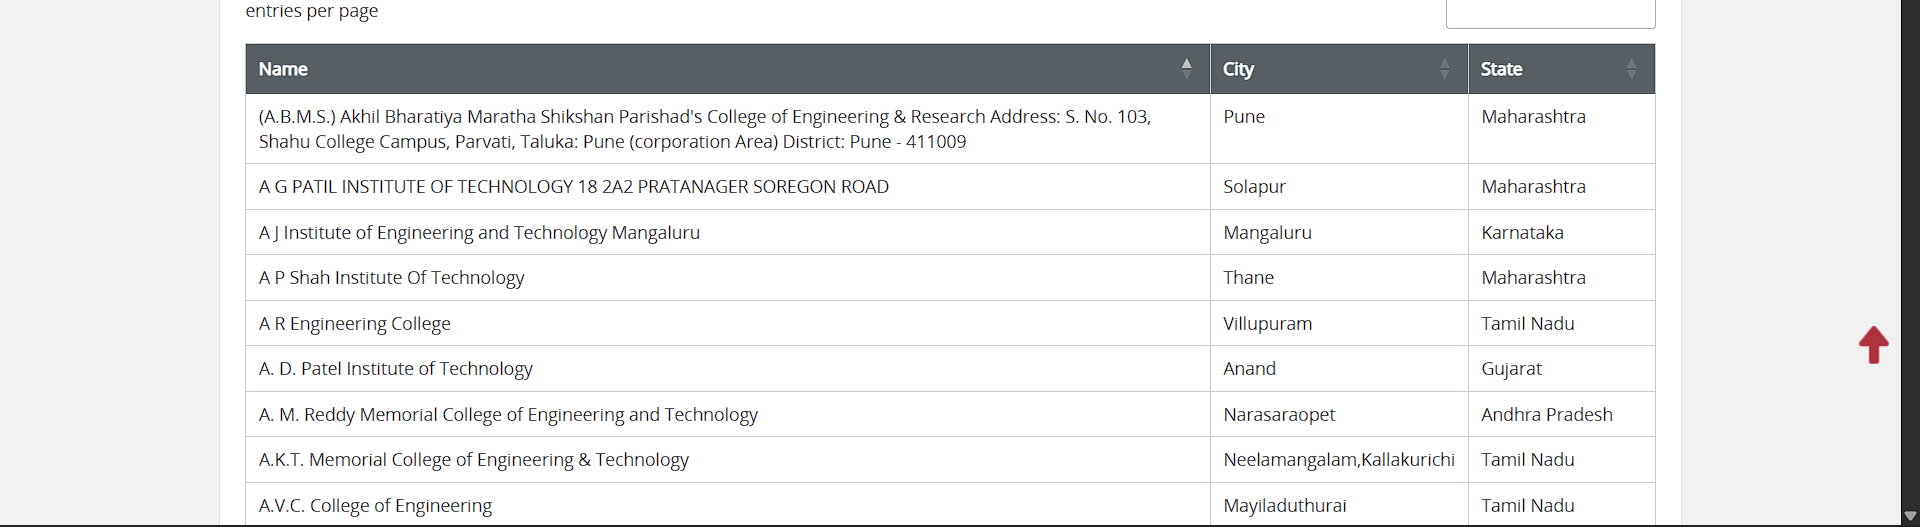 entries per page
Name City State
(A.B.M.S.) Akhil Bharatiya Maratha Shikshan Parishad's College of Engineering & Research Address: S. No. 103, Pune Maharashtra
Shahu College Campus, Parvati, Taluka: Pune (corporation Area) District: Pune - 411009
A G PATIL INSTITUTE OF TECHNOLOGY 18 2A2 PRATANAGER SOREGON ROAD Solapur Maharashtra
A J Institute of Engineering and Technology Mangaluru Mangaluru Karnataka
A P Shah Institute Of Technology Thane Maharashtra
A R Engineering College Villupuram Tamil Nadu
A. D. Patel Institute of Technology Anand Gujarat
A. M. Reddy Memorial College of Engineering and Technology Narasaraopet Andhra Pradesh
A.K.T. Memorial College of Engineering & Technology Neelamangalam,Kallakurichi Tamil Nadu
A.V.C. College of Engineering Mayiladuthurai Tamil Nadu